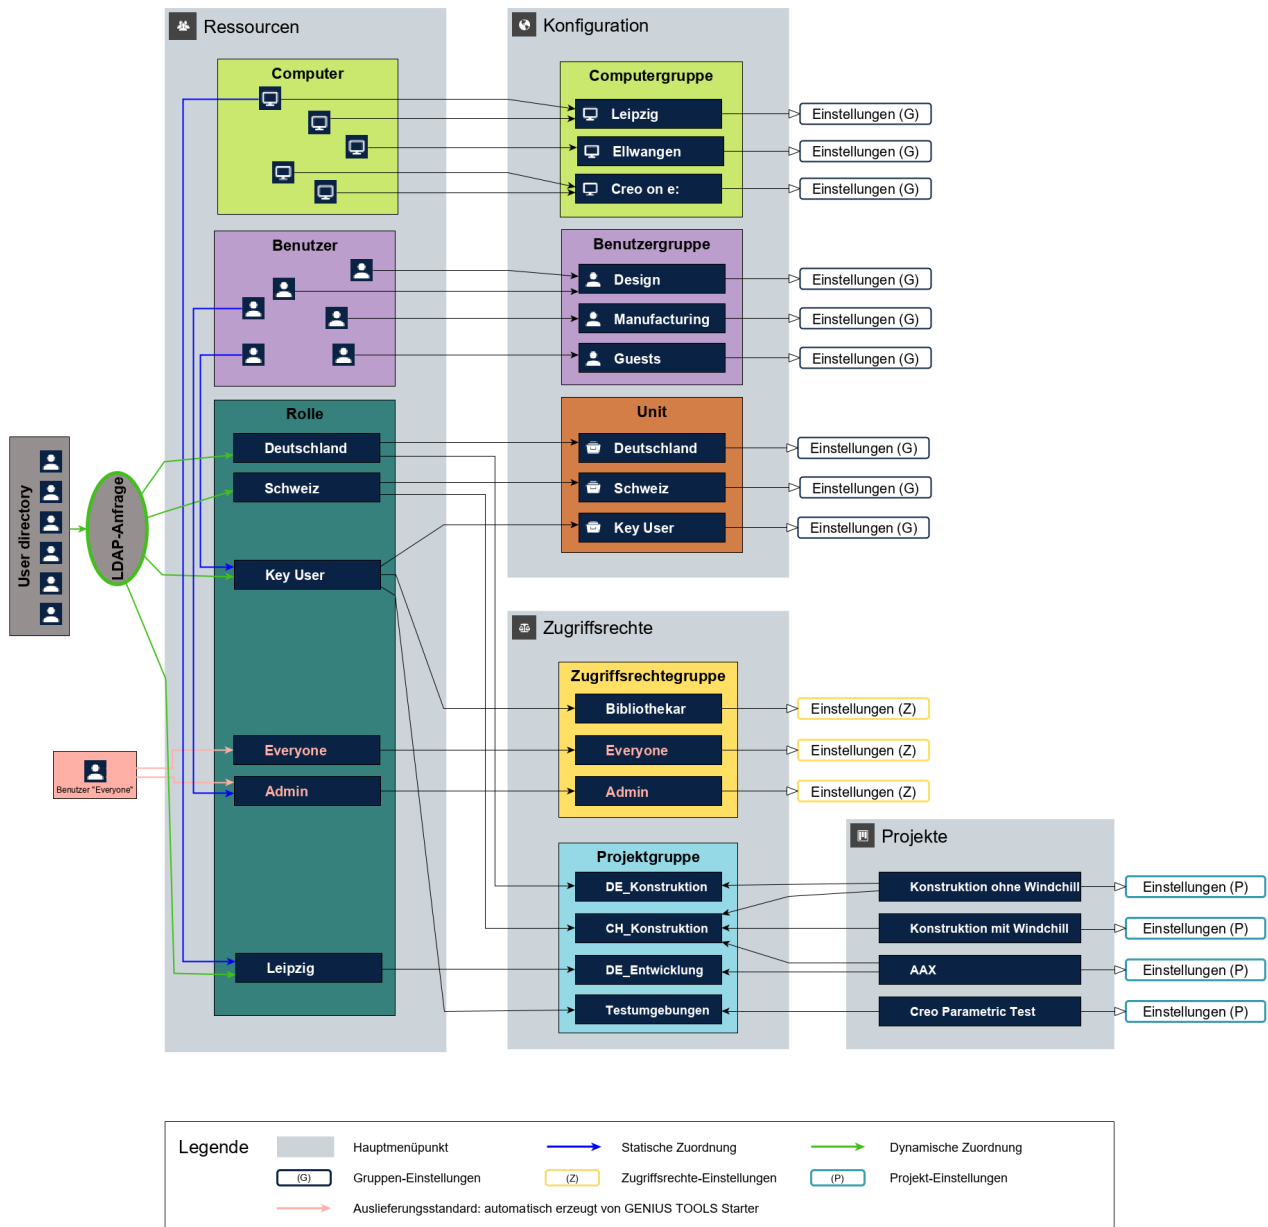 Ressourcen
Computer
Benutzer
Rolle
Deutschland
Schweiz
Key User
Everyone
Admin
Leipzig
User directory
LDAP-Anfrage
Benutzer "Everyone"
Konfiguration
Computergruppe
Leipzig
Einstellungen (G)
Ellwangen
Einstellungen (G)
Creo on e:
Einstellungen (G)
Benutzergruppe
Design
Einstellungen (G)
Manufacturing
Einstellungen (G)
Guests
Einstellungen (G)
Unit
Deutschland
Einstellungen (G)
Schweiz
Einstellungen (G)
Key User
Einstellungen (G)
Zugriffsrechte
Zugriffsrechtegruppe
Bibliothekar
Einstellungen (Z)
Everyone
Einstellungen (Z)
Admin
Einstellungen (Z)
Projektgruppe
DE_Konstruktion
CH_Konstruktion
DE_Entwicklung
Testumgebungen
Projekte
Konstruktion ohne Windchill
Einstellungen (P)
Konstruktion mit Windchill
Einstellungen (P)
AAX
Einstellungen (P)
Creo Parametric Test
Einstellungen (P)
Legende
Hauptmenüpunkt
Statische Zuordnung
Dynamische Zuordnung
(G)
Gruppen-Einstellungen
(Z)
Zugriffsrechte-Einstellungen
(P)
Projekt-Einstellungen
Auslieferungsstandard: automatisch erzeugt von GENIUS TOOLS Starter